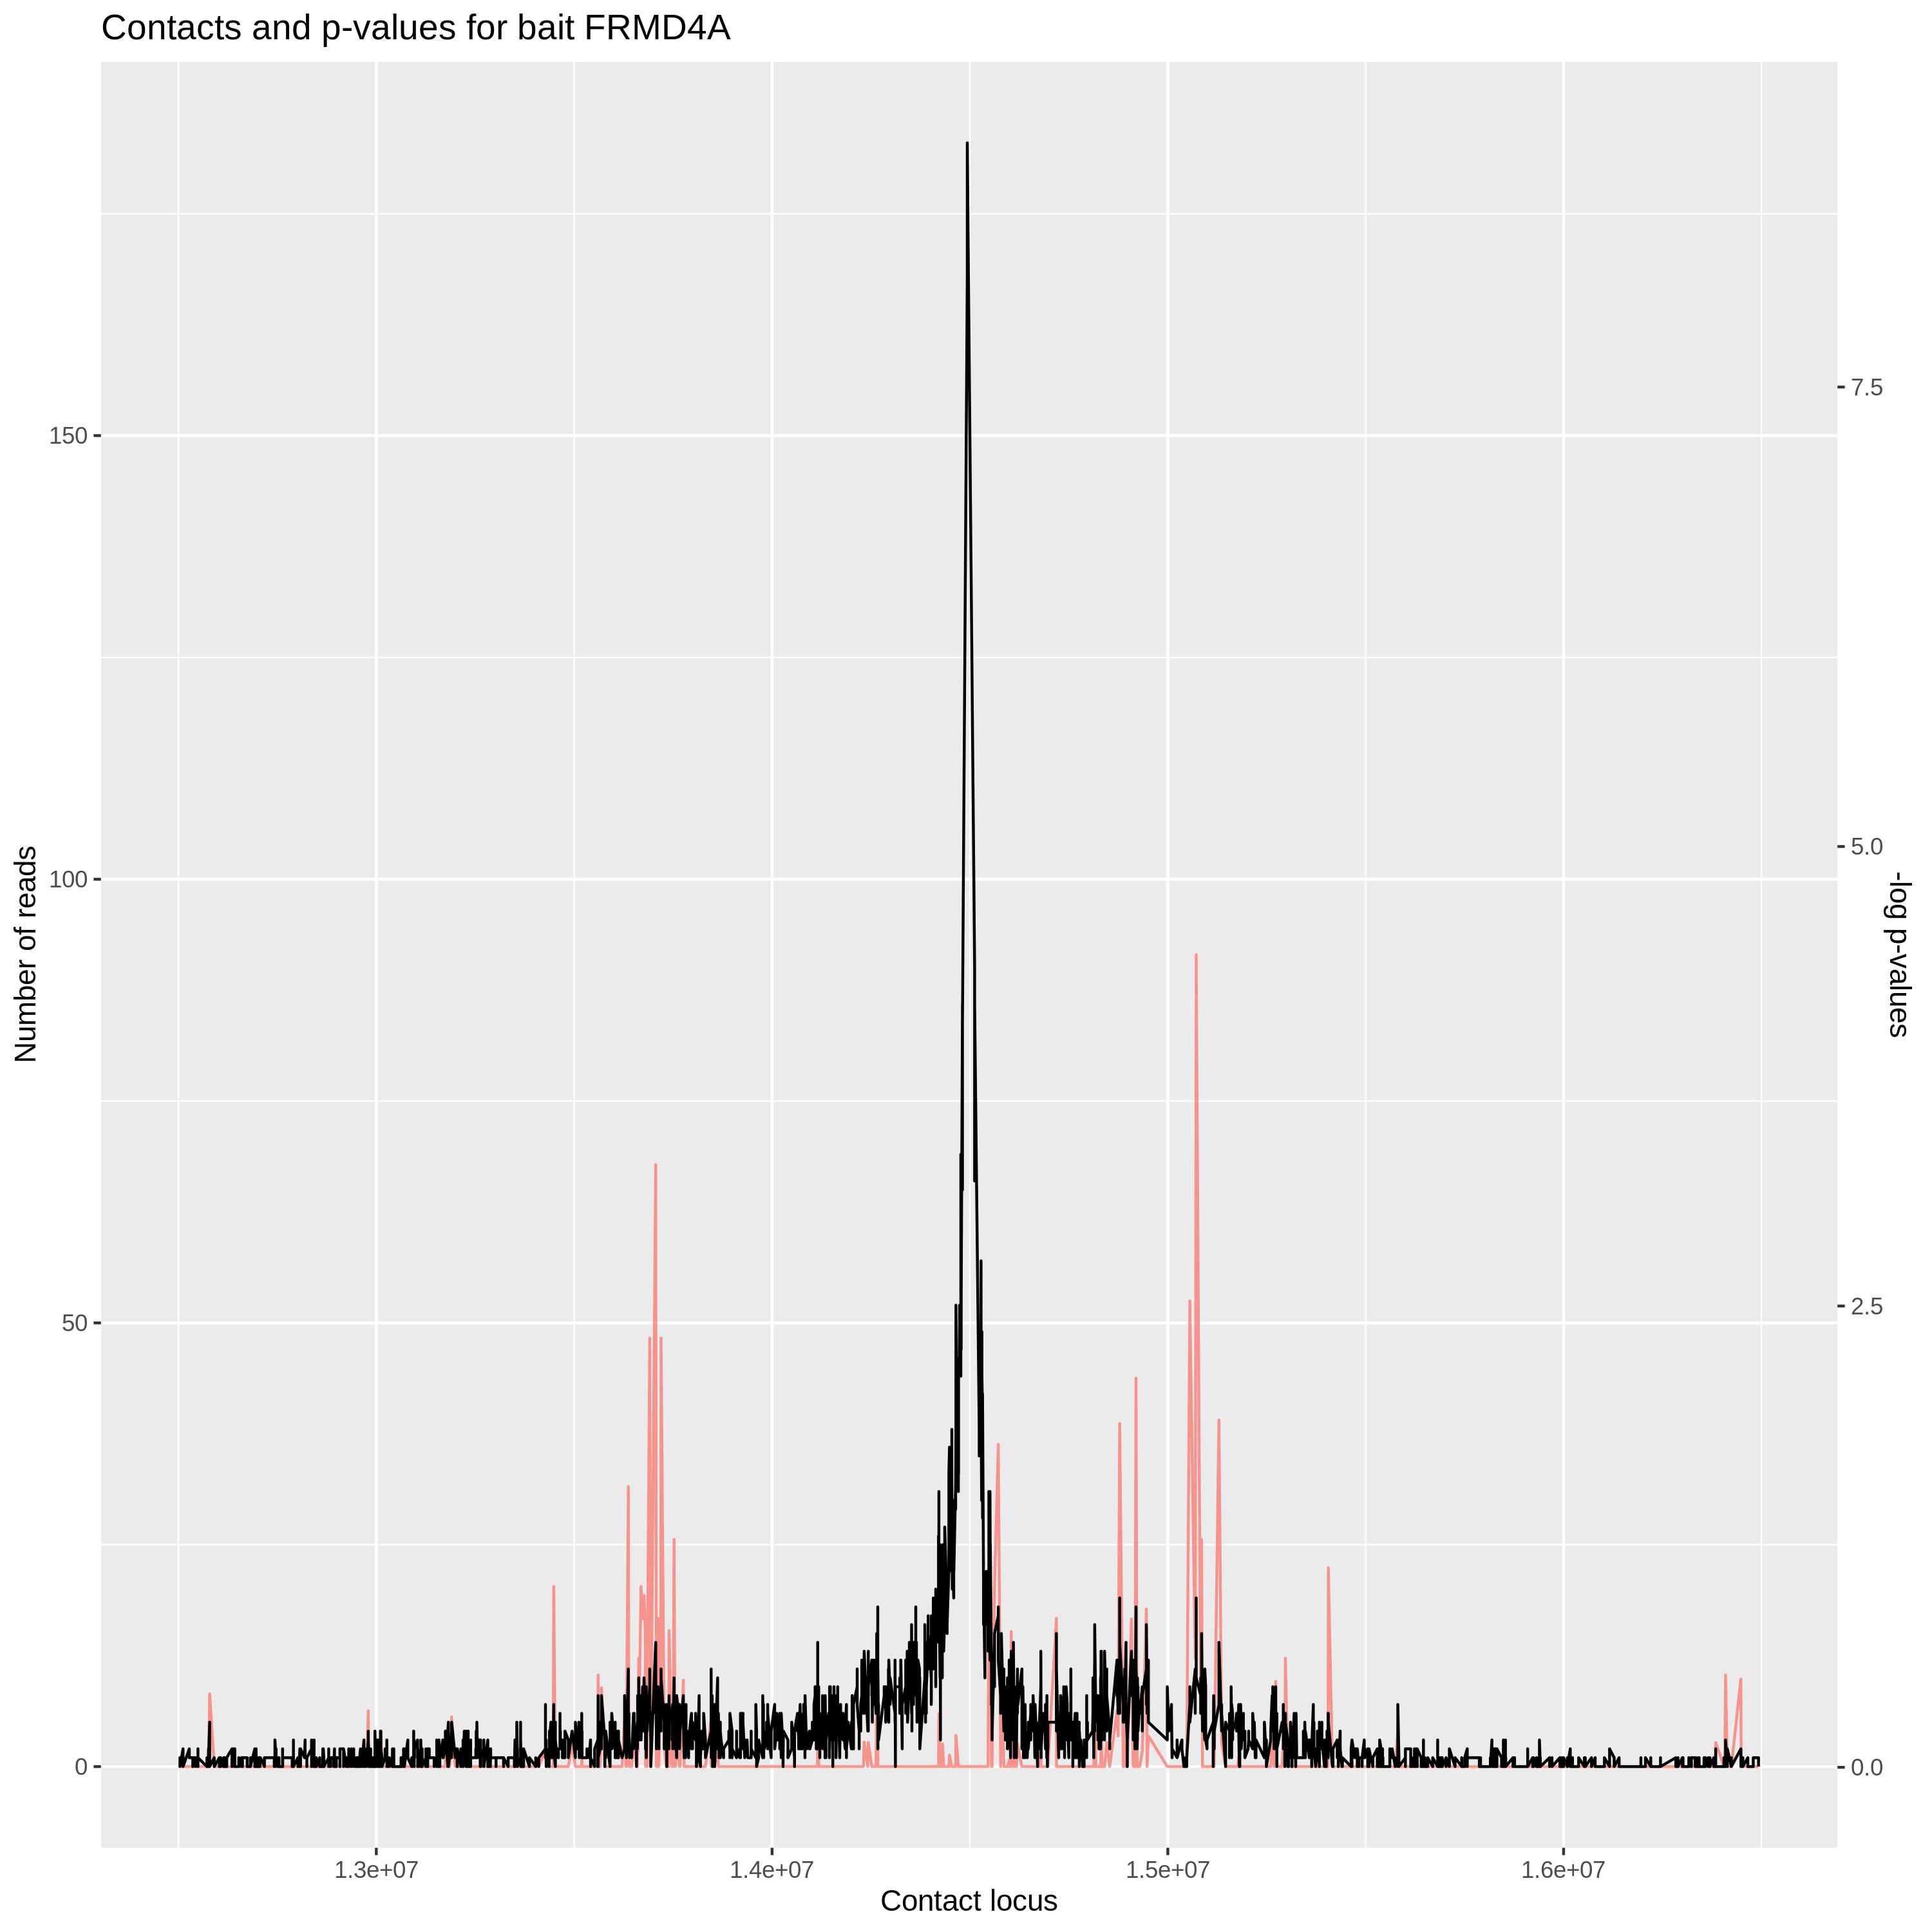 Contacts and p-values for bait FRMD4A
150
100
50
0
Number of reads
7.5
5.0
2.5
0.0
-log p-values
1.3e+07
1.4e+07
1.5e+07
1.6e+07
Contact locus